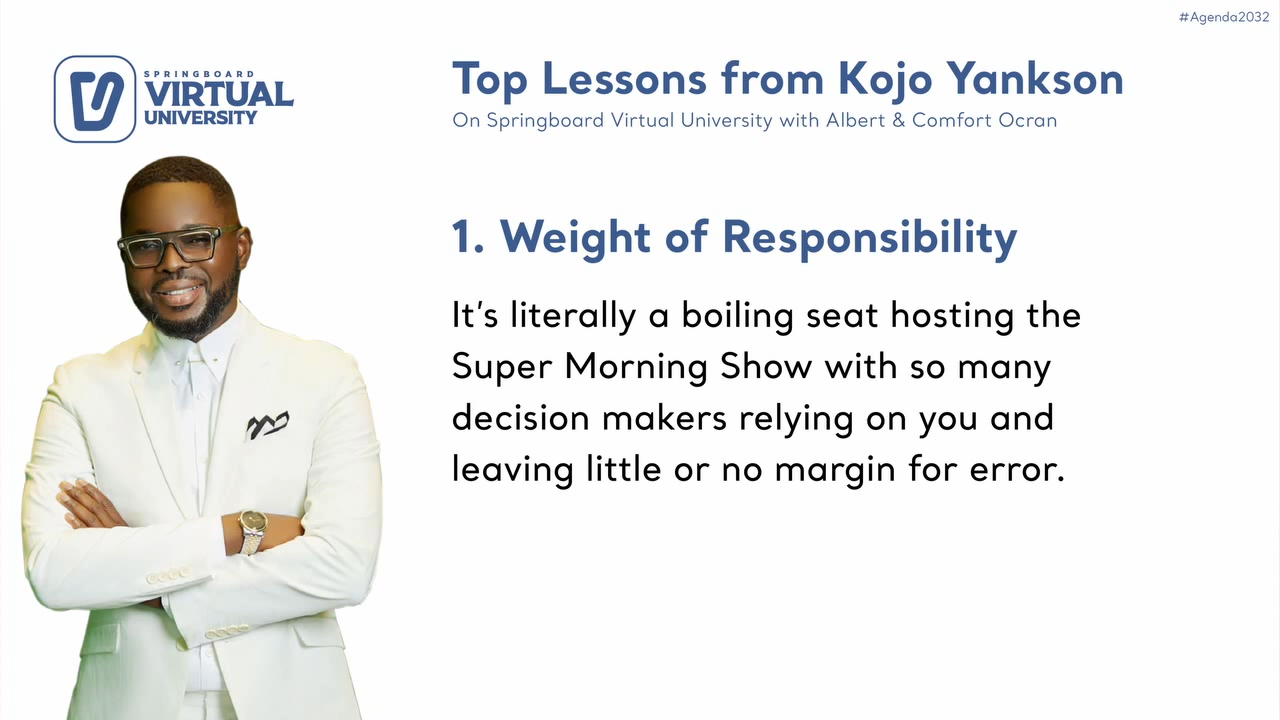 #Agenda2032
SPRINGBOARD
VIRTUAL
UNIVERSITY
Top Lessons from Kojo Yankson
On Springboard Virtual University with Albert & Comfort Ocran
1. Weight of Responsibility
It's literally a boiling seat hosting the
Super Morning Show with so many
decision makers relying on you and
leaving little or no margin for error.